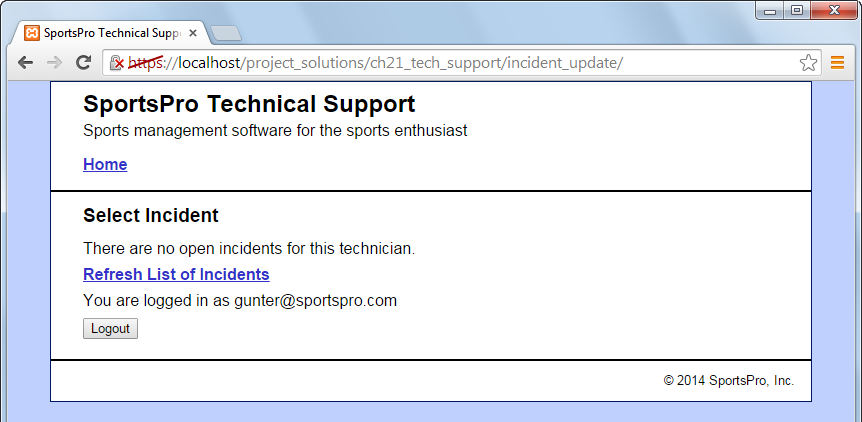 SportsPro Technical Supp
https://localhost/project_solutions/ch21_tech_support/incident_update/
SportsPro Technical Support
Sports management software for the sports enthusiast
Home
Select Incident
There are no open incidents for this technician.
Refresh List of Incidents
You are logged in as gunter@sportspro.com
Logout
© 2014 SportsPro, Inc.